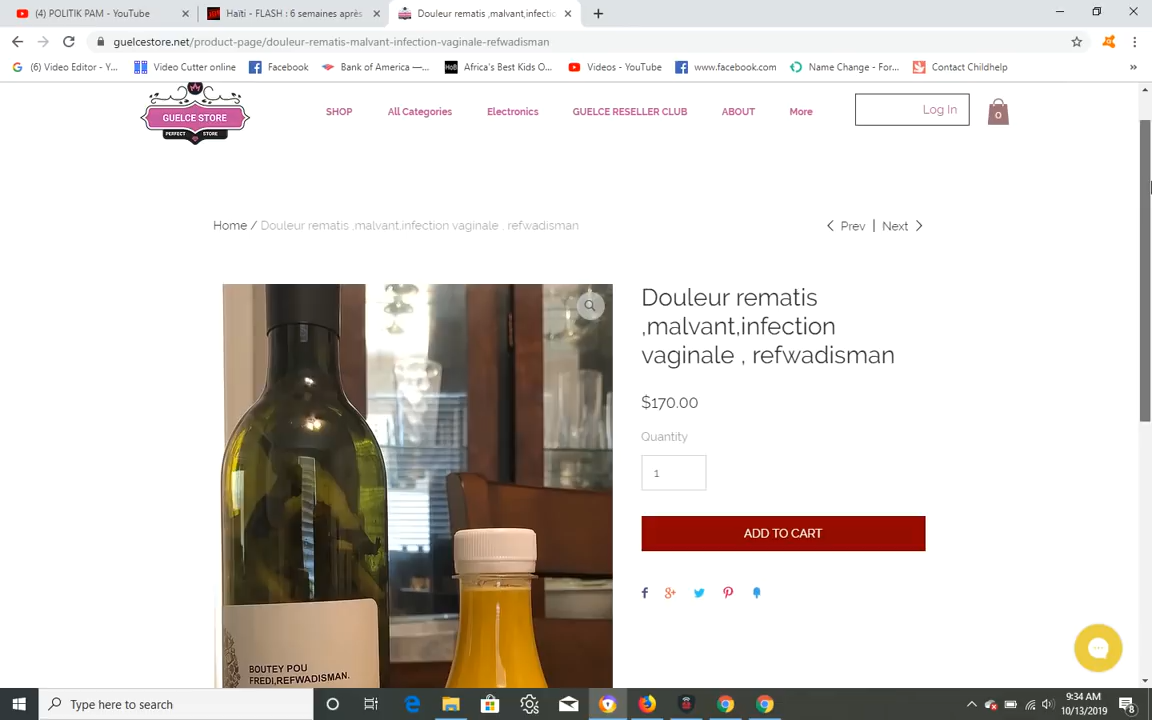 (4) POLITIK PAM - YouTube
Haïti - FLASH : 6 semaines après
Douleur rematis ,malvant,infectio
guelcestore.net/product-page/douleur-rematis-malvant-infection-vaginale-refwadisman
(6) Video Editor - Y...
Video Cutter online
Facebook
Bank of America —...
HoB
Africa's Best Kids O...
Videos - YouTube
www.facebook.com
Name Change - For...
Contact Childhelp
»
GUELCE STORE
PERFECT STORE
SHOP
All Categories
Electronics
GUELCE RESELLER CLUB
ABOUT
More
Log In
0
Home / Douleur rematis ,malvant,infection vaginale , refwadisman
Prev | Next
Douleur rematis
,malvant,infection
vaginale , refwadisman
$170.00
Quantity
1
ADD TO CART
BOUTEY POU
FREDI,REFWADISMAN.
Type here to search
9:34 AM
10/13/2019
8